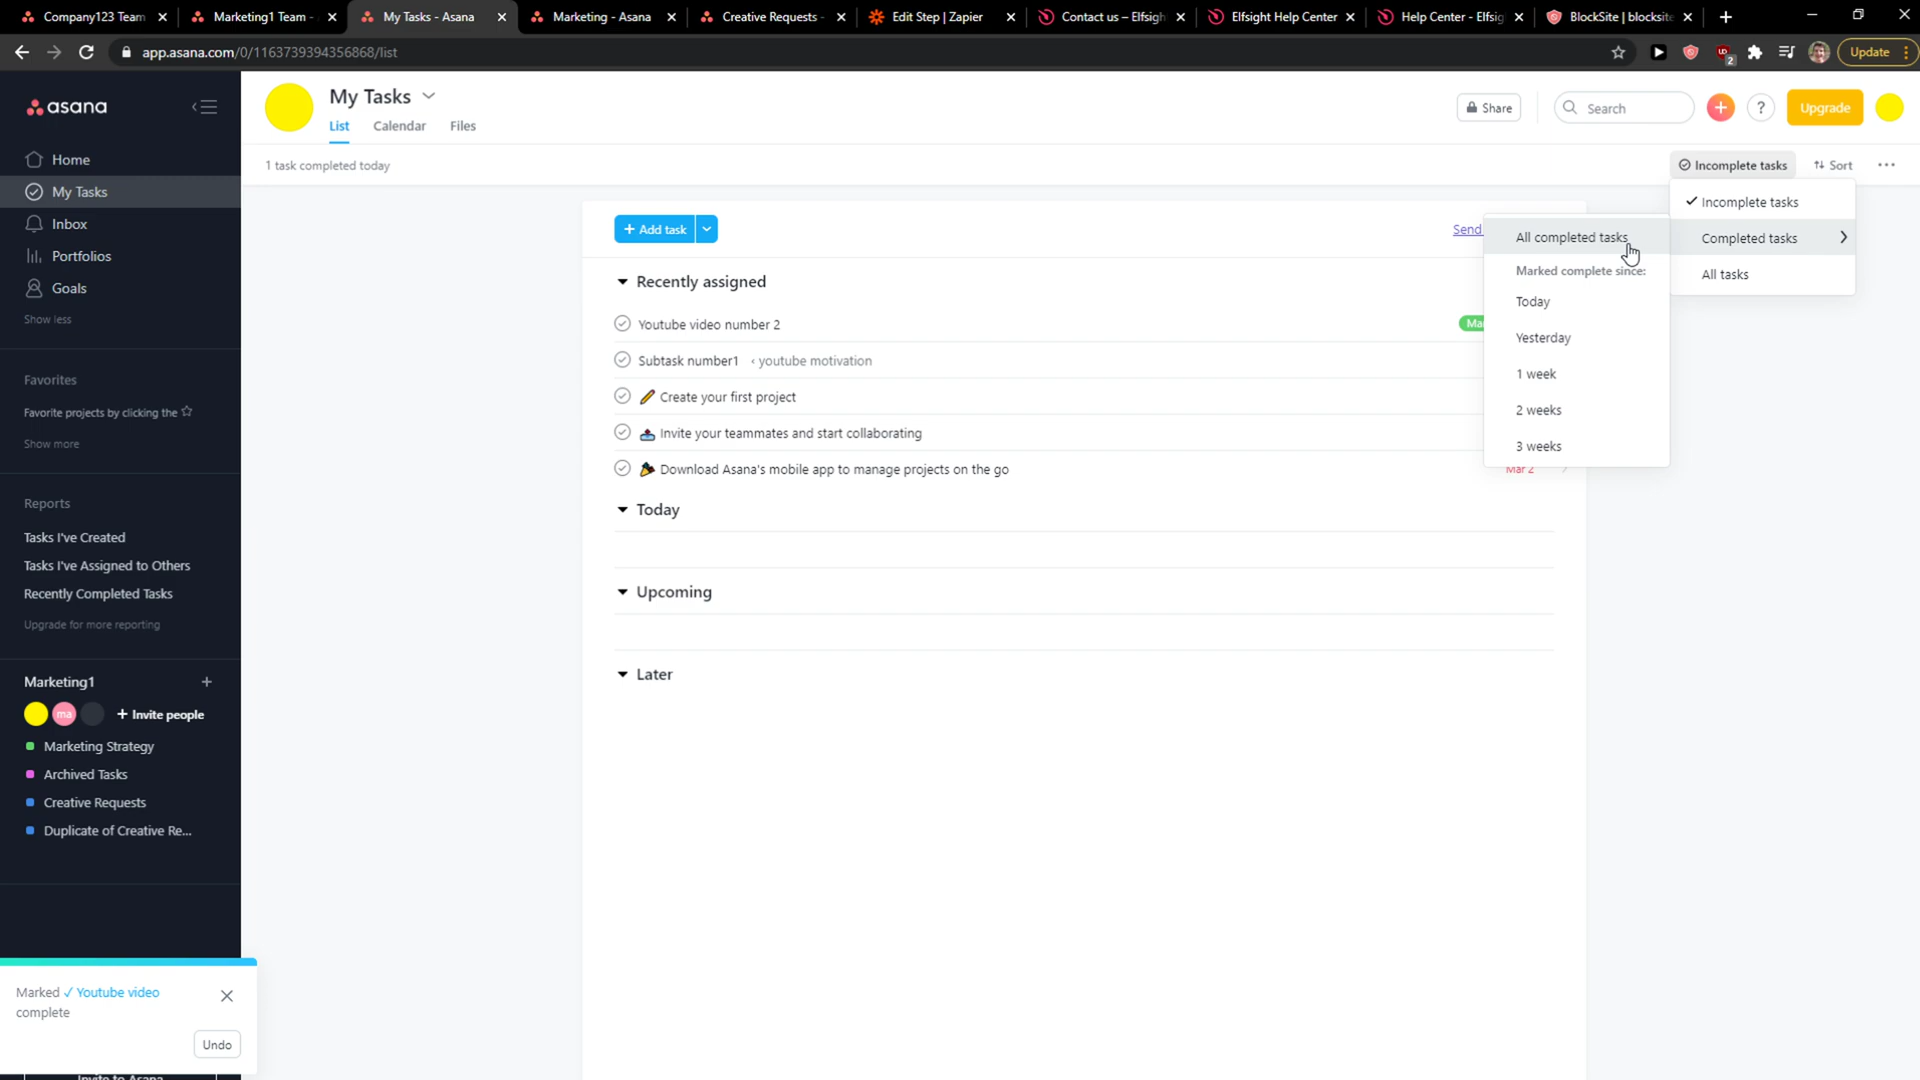 Company123 Team
Marketing1 Team -
My Tasks - Asana
Marketing - Asana
Creative Requests -
Edit Step | Zapier
Contact us – Elfsigh
Elfsight Help Center
Help Center - Elfsig
BlockSite | blocksite
app.asana.com/0/1163739394356868/list
2
Update
asana
Home
My Tasks
Inbox
Portfolios
Goals
Show less
Favorites
Favorite projects by clicking the
Show more
Reports
Tasks I've Created
Tasks I've Assigned to Others
Recently Completed Tasks
Upgrade for more reporting
Marketing1
ma
Invite people
Marketing Strategy
Archived Tasks
Creative Requests
Duplicate of Creative Re...
Marked ✓ Youtube video
complete
Undo
Invite to Asana
My Tasks
List
Calendar
Files
Share
Search
?
Upgrade
1 task completed today
Incomplete tasks
Sort
Incomplete tasks
Completed tasks
All tasks
All completed tasks
Marked complete since:
Today
Yesterday
1 week
2 weeks
3 weeks
+ Add task
Send
Recently assigned
Youtube video number 2
Mar
Subtask number1 ‹ youtube motivation
Create your first project
Invite your teammates and start collaborating
Download Asana's mobile app to manage projects on the go
Mar 2
Today
Upcoming
Later